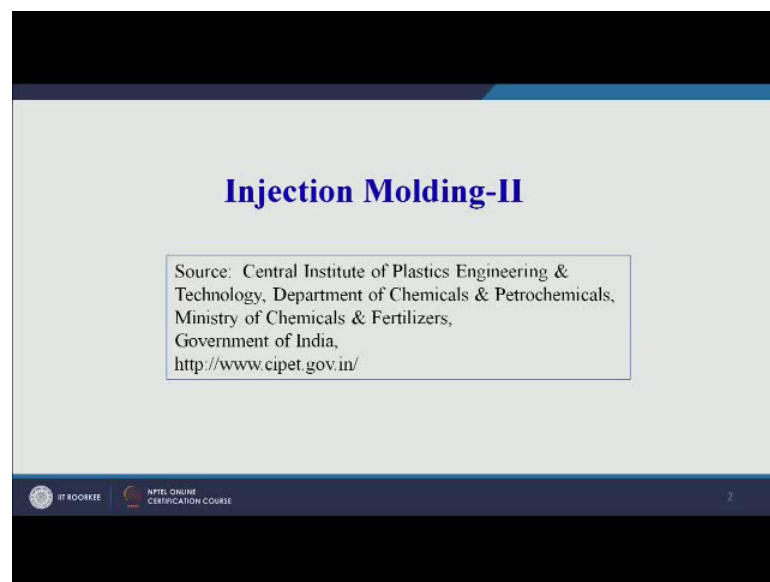 Injection Molding-II
Source: Central Institute of Plastics Engineering &
Technology, Department of Chemicals & Petrochemicals,
Ministry of Chemicals & Fertilizers,
Government of India,
http://www.cipet.gov.in/
IIT ROORKEE
NPTEL ONLINE
CERTIFICATION COURSE
2